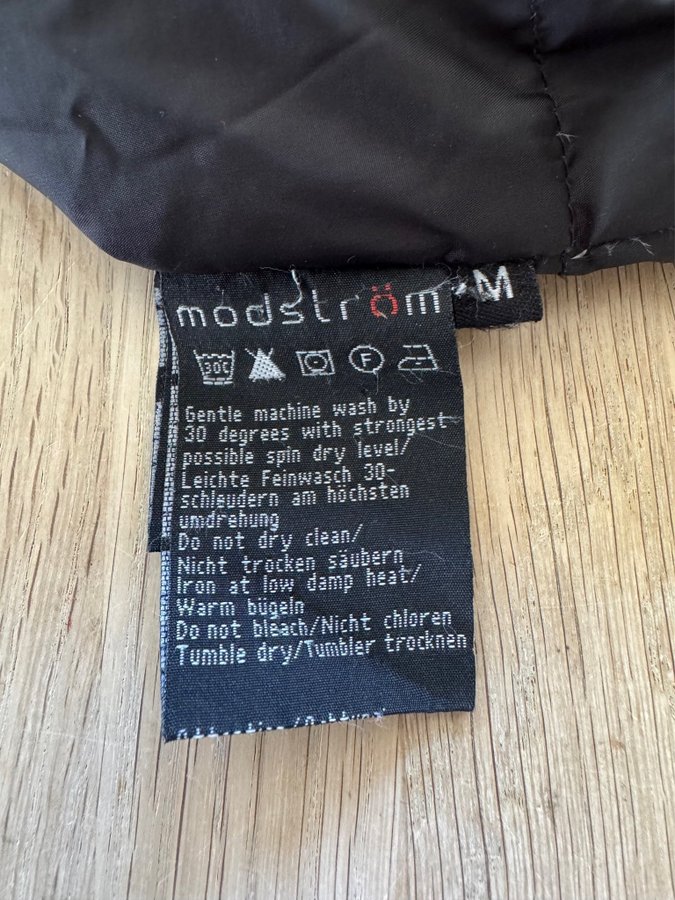 modström
M
30C
F
Gentle machine wash by
30 degrees with strongest
possible spin dry level/
Leichte Feinwasch 30-
schleudern am höchsten
umdrehung
Do not dry clean/
Nicht trocken säubern
Iron at low damp heat/
Warm bügeln
Do not bleach/Nicht chloren
Tumble dry/Tumbler trocknen